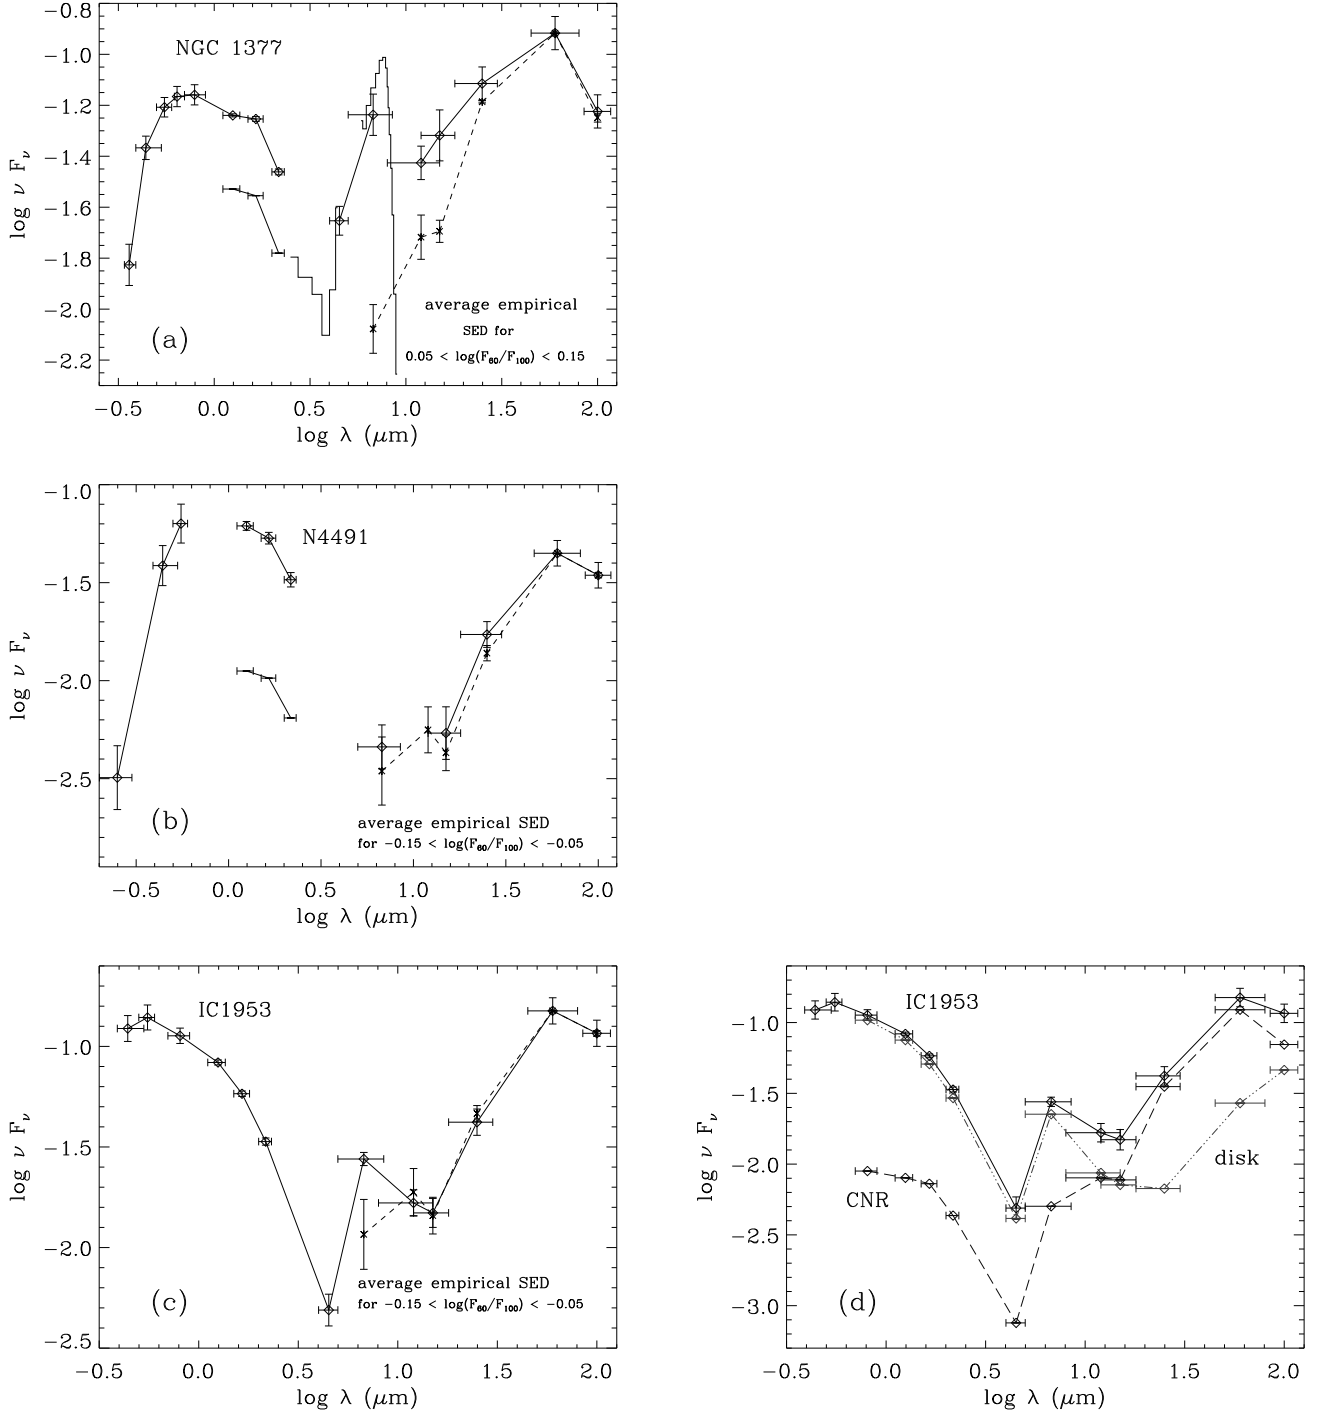 NGC 1377
−0.8
−1.0
−1.2
−1.4
−1.6
−1.8
−2.0
−2.2
log ν Fν
average empirical
SED for
0.05 < log(F60/F100) < 0.15
(a)
−0.5 0.0 0.5 1.0 1.5 2.0
log λ (μm)
N4491
−1.0
−1.5
−2.0
−2.5
log ν Fν
average empirical SED
for −0.15 < log(F60/F100) < −0.05
(b)
−0.5 0.0 0.5 1.0 1.5 2.0
log λ (μm)
IC1953
−1.0
−1.5
−2.0
−2.5
log ν Fν
average empirical SED
for −0.15 < log(F60/F100) < −0.05
(c)
−0.5 0.0 0.5 1.0 1.5 2.0
log λ (μm)
IC1953
−1.0
−1.5
−2.0
−2.5
−3.0
log ν Fν
disk
CNR
(d)
−0.5 0.0 0.5 1.0 1.5 2.0
log λ (μm)